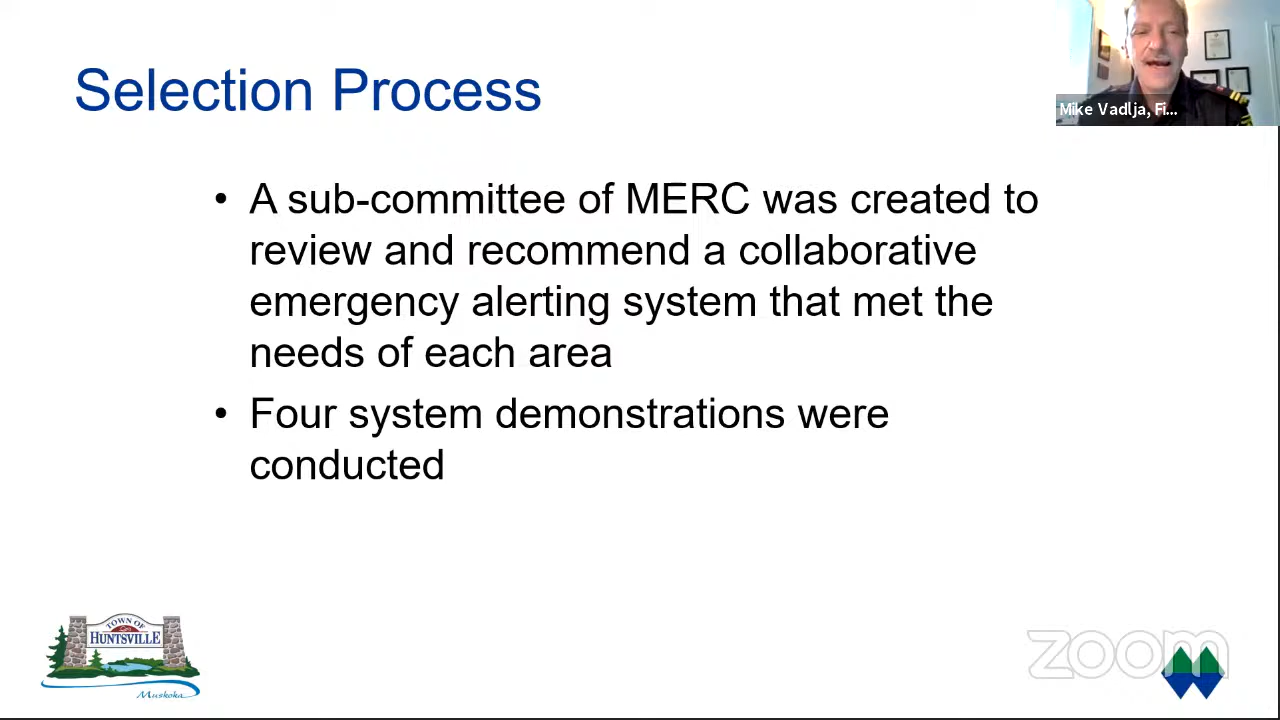 Selection Process
Mike Vadlja, Fi...
• A sub-committee of MERC was created to
review and recommend a collaborative
emergency alerting system that met the
needs of each area
• Four system demonstrations were
conducted
TOWN OF
HUNTSVILLE
Muskoka
zoom